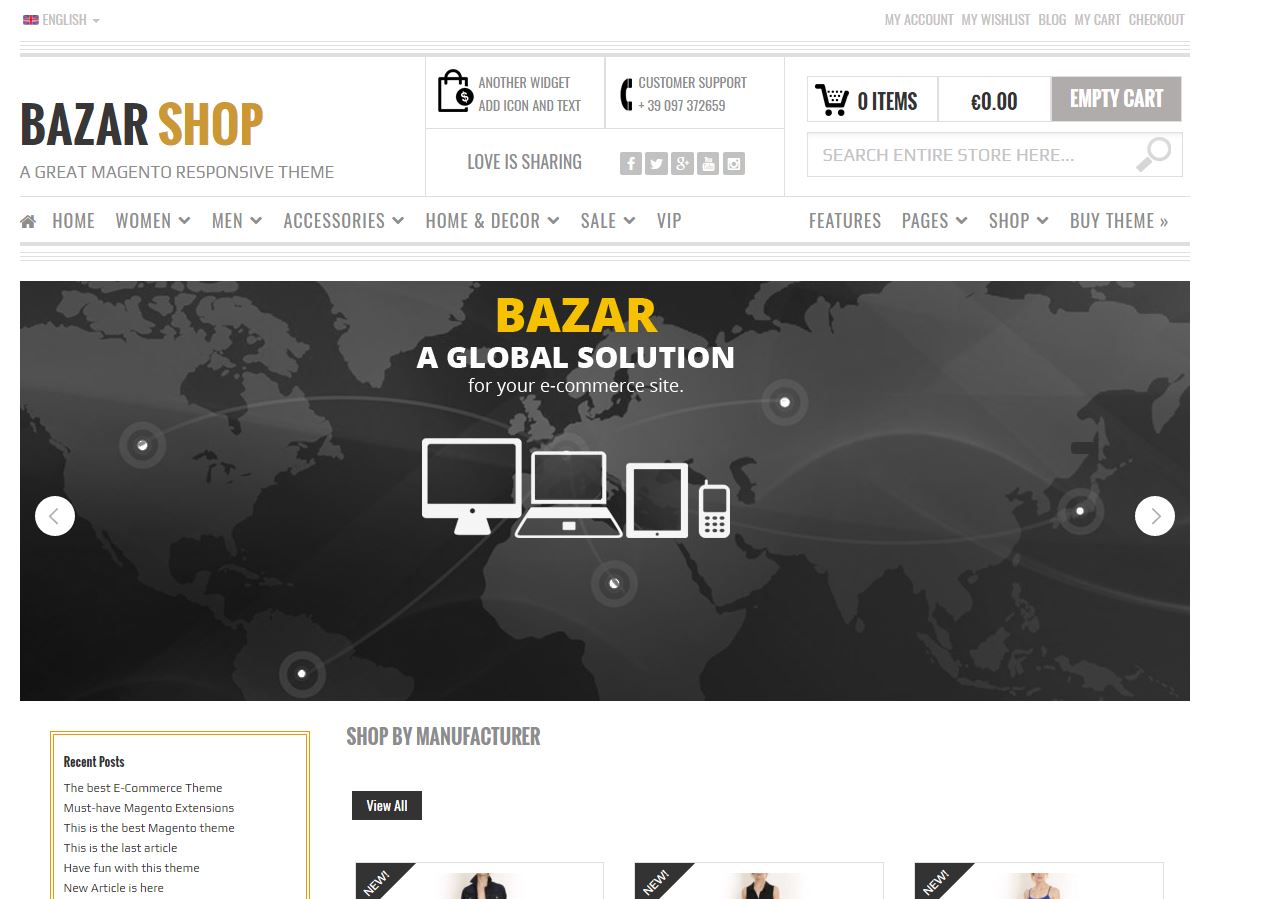 ENGLISH
MY ACCOUNT MY WISHLIST BLOG MY CART CHECKOUT
BAZAR SHOP
A GREAT MAGENTO RESPONSIVE THEME
ANOTHER WIDGET
ADD ICON AND TEXT
CUSTOMER SUPPORT
+ 39 097 372659
LOVE IS SHARING
0 ITEMS
€0.00
EMPTY CART
SEARCH ENTIRE STORE HERE...
HOME WOMEN MEN ACCESSORIES HOME & DECOR SALE VIP FEATURES PAGES SHOP BUY THEME »
BAZAR
A GLOBAL SOLUTION
for your e-commerce site.
SHOP BY MANUFACTURER
Recent Posts
The best E-Commerce Theme
Must-have Magento Extensions
This is the best Magento theme
This is the last article
Have fun with this theme
New Article is here
View All
NEW!
NEW!
NEW!